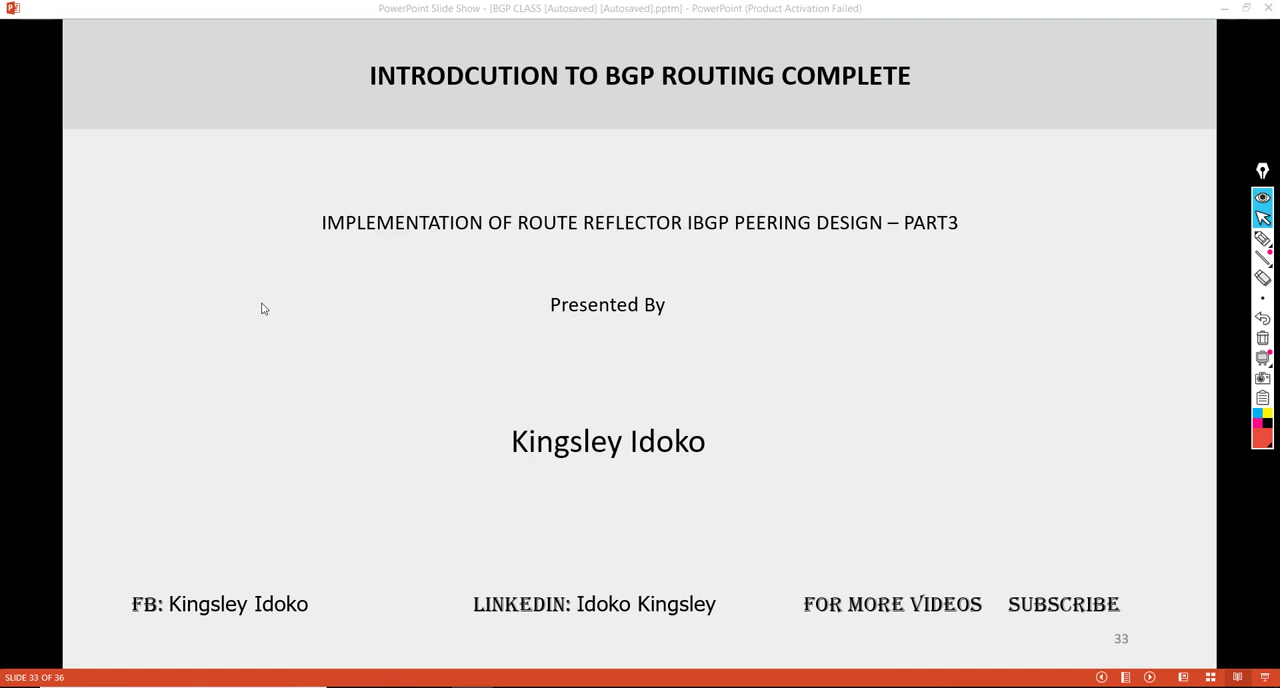 PowerPoint Slide Show - [BGP CLASS [Autosaved] [Autosaved].pptm] - PowerPoint (Product Activation Failed)
INTRODCUTION TO BGP ROUTING COMPLETE
IMPLEMENTATION OF ROUTE REFLECTOR IBGP PEERING DESIGN – PART3
Presented By
Kingsley Idoko
FB: Kingsley Idoko LINKEDIN: Idoko Kingsley FOR MORE VIDEOS SUBSCRIBE
33
SLIDE 33 OF 36